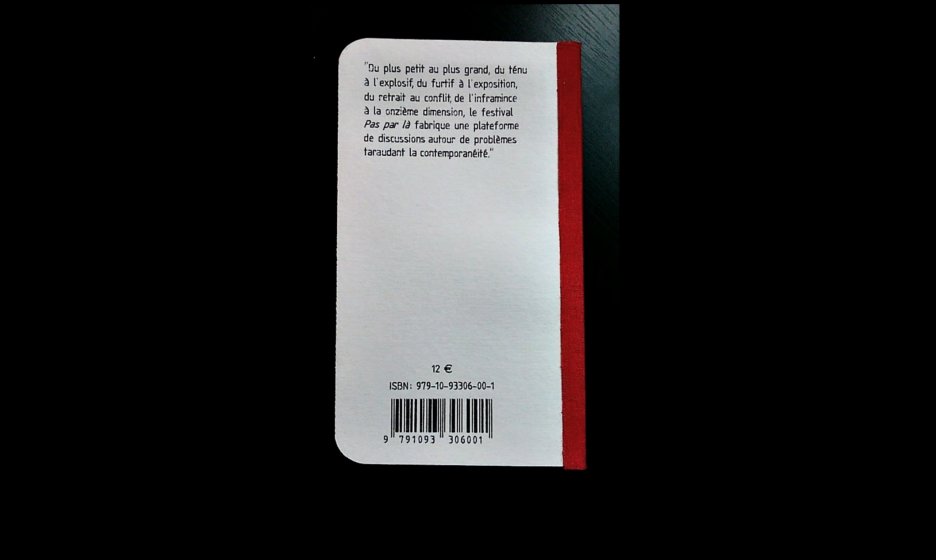 "Du plus petit au plus grand, du ténu
à l'explosif, du furtif à l'exposition,
du retrait au conflit, de l'inframince
à la onzième dimension, le festival
Pas par là fabrique une plateforme
de discussions autour de problèmes
taraudant la contemporanéité."
12 €
ISBN: 979-10-93306-00-1
9 791093 306001